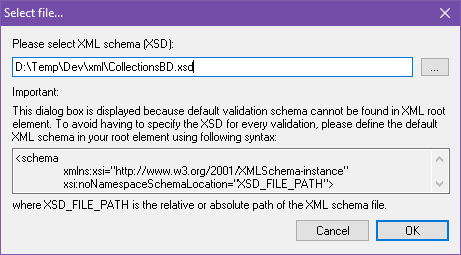 Select file...
Please select XML schema (XSD):
D:\Temp\Dev\xml\CollectionsBD.xsd
...
Important:
This dialog box is displayed because default validation schema cannot be found in XML root
element. To avoid having to specify the XSD for every validation, please define the default
XML schema in your root element using following syntax:
<schema
xmlns:xsi="http://www.w3.org/2001/XMLSchema-instance"
xsi:noNamespaceSchemaLocation="XSD_FILE_PATH">
where XSD_FILE_PATH is the relative or absolute path of the XML schema file.
Cancel
OK